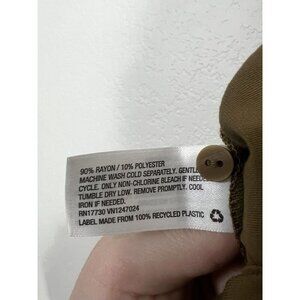 90% RAYON / 10% POLYESTER
MACHINE WASH COLD SEPARATELY. GENTLE
CYCLE. ONLY NON-CHLORINE BLEACH IF NEEDED.
TUMBLE DRY LOW. REMOVE PROMPTLY. COOL
IRON IF NEEDED.
RN17730 VN1247024
LABEL MADE FROM 100% RECYCLED PLASTIC